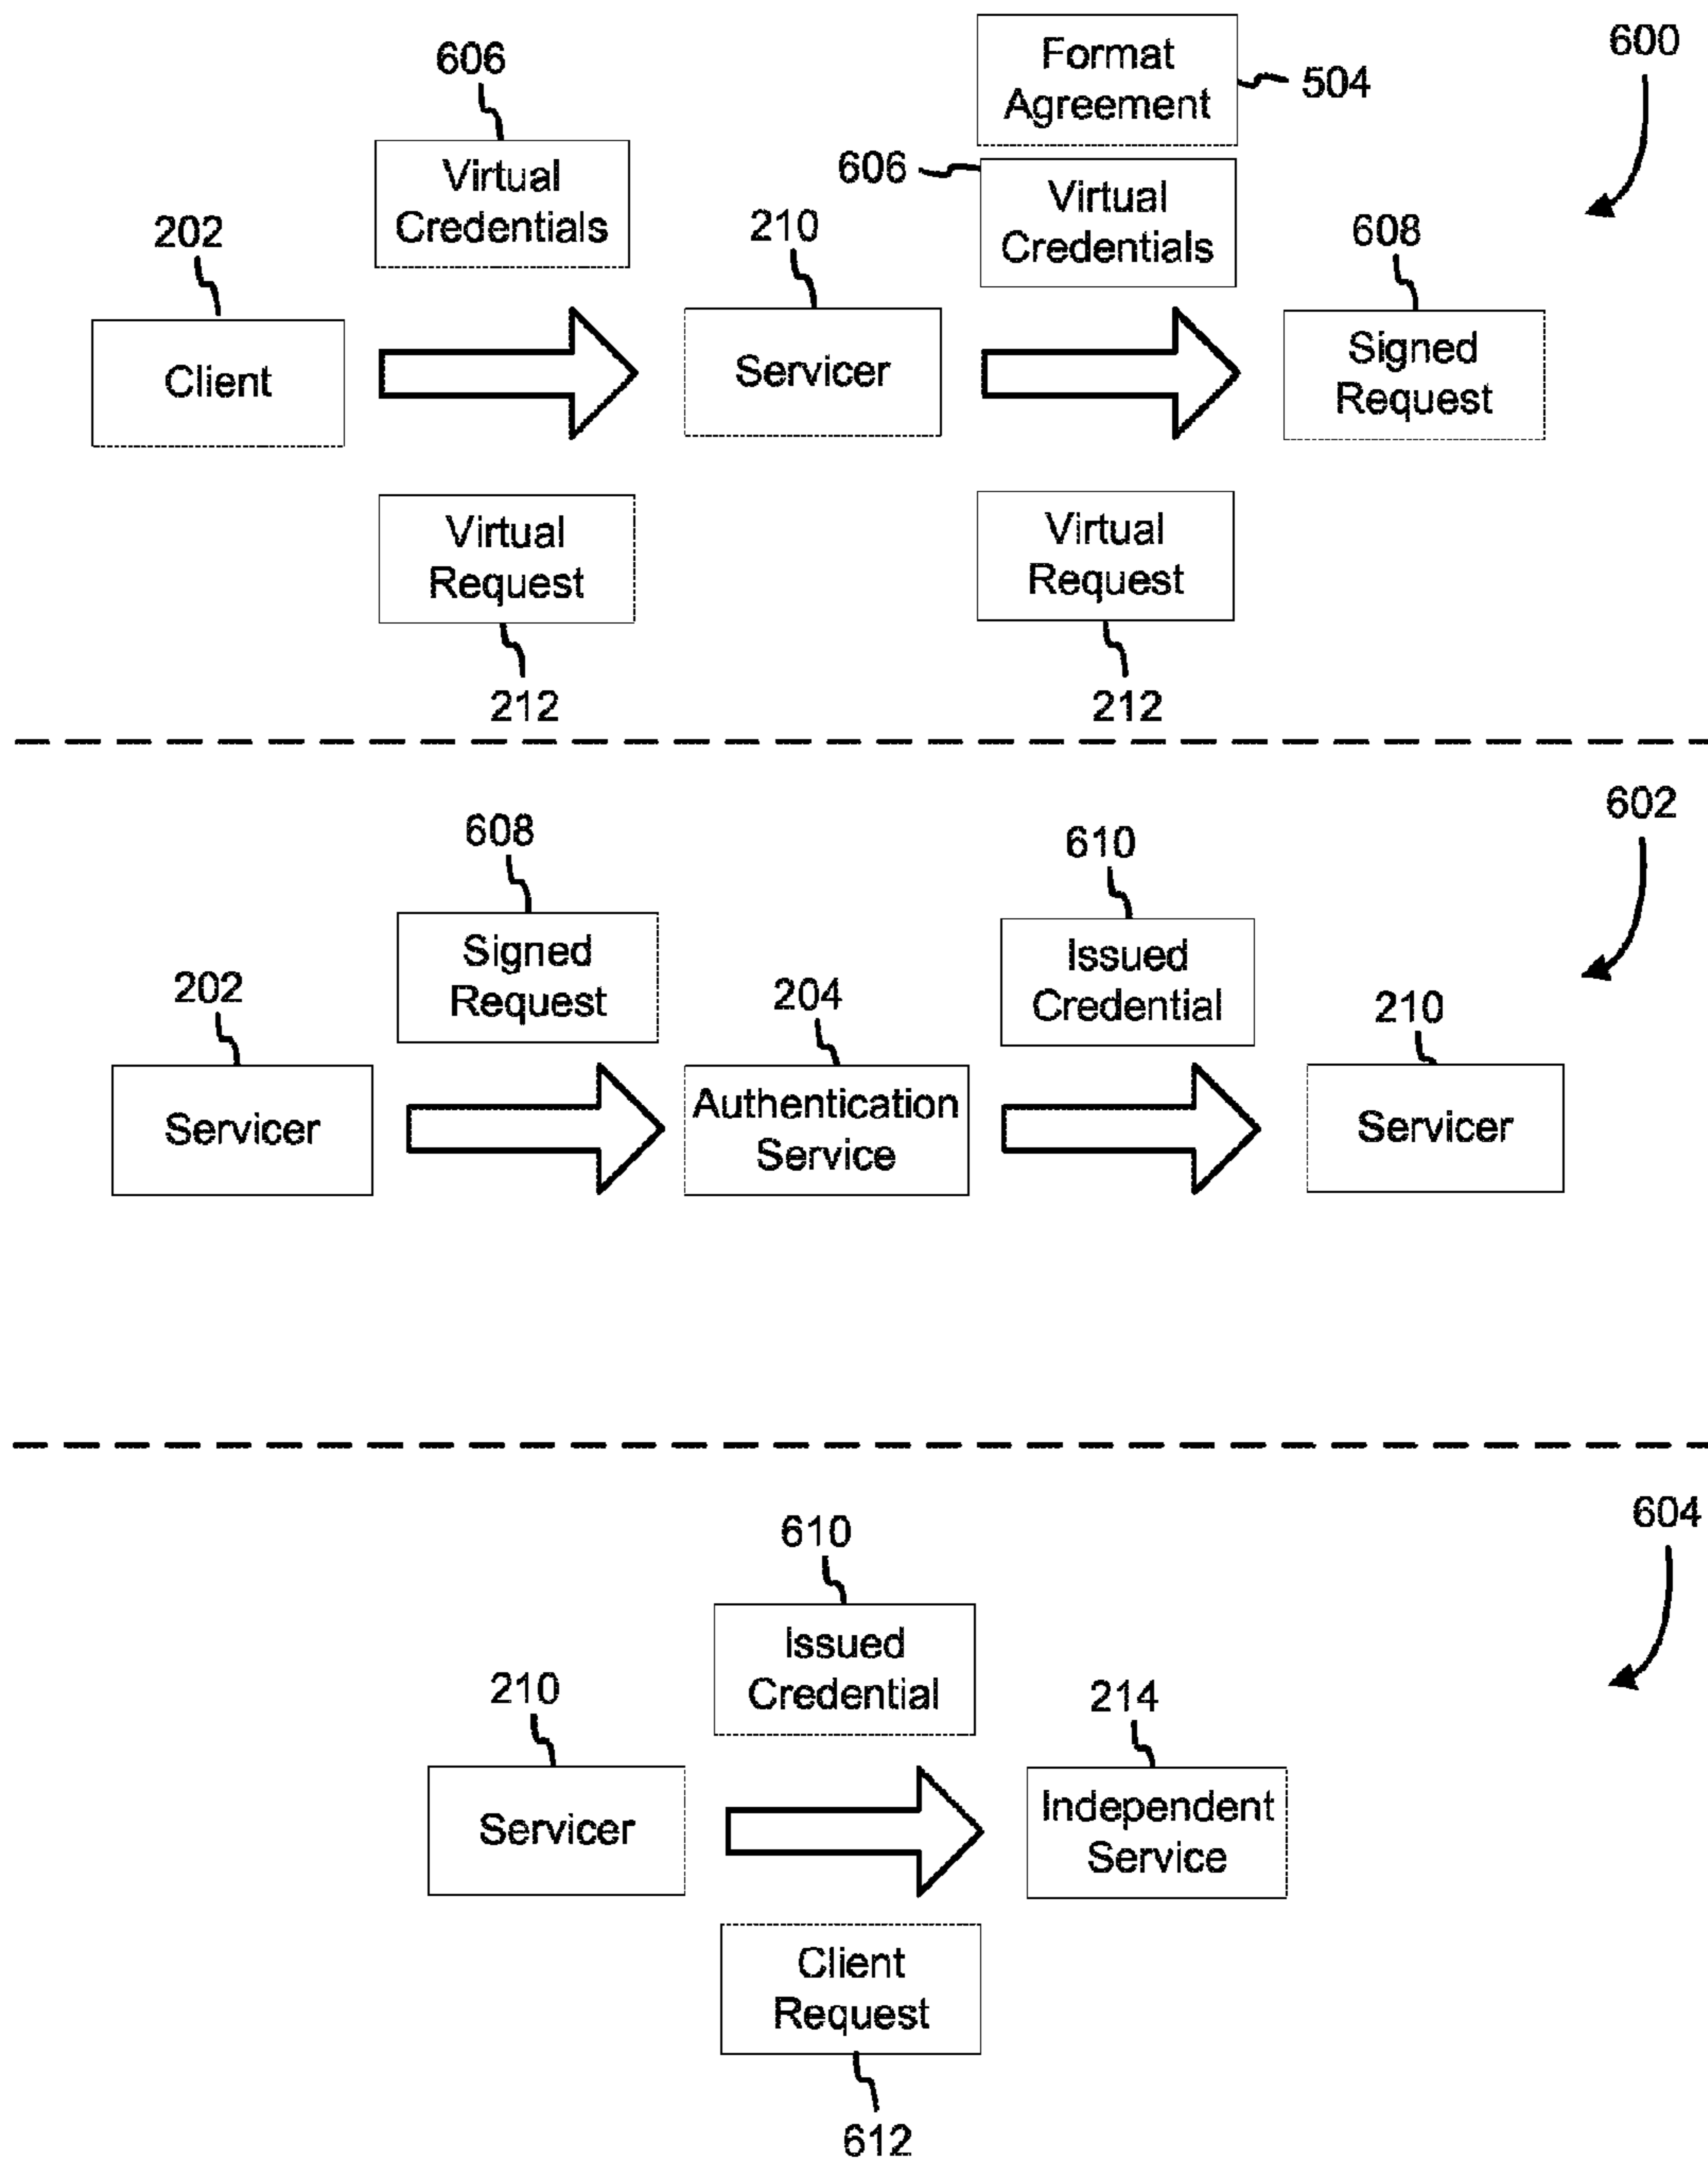 600
606
Format
Agreement
504
Virtual
Credentials
606
Virtual
Credentials
202
210
608
Client
Servicer
Signed
Request
Virtual
Request
Virtual
Request
212
212
602
608
610
Signed
Request
Issued
Credential
202
204
210
Servicer
Authentication
Service
Servicer
604
610
Issued
Credential
210
214
Servicer
Independent
Service
Client
Request
612